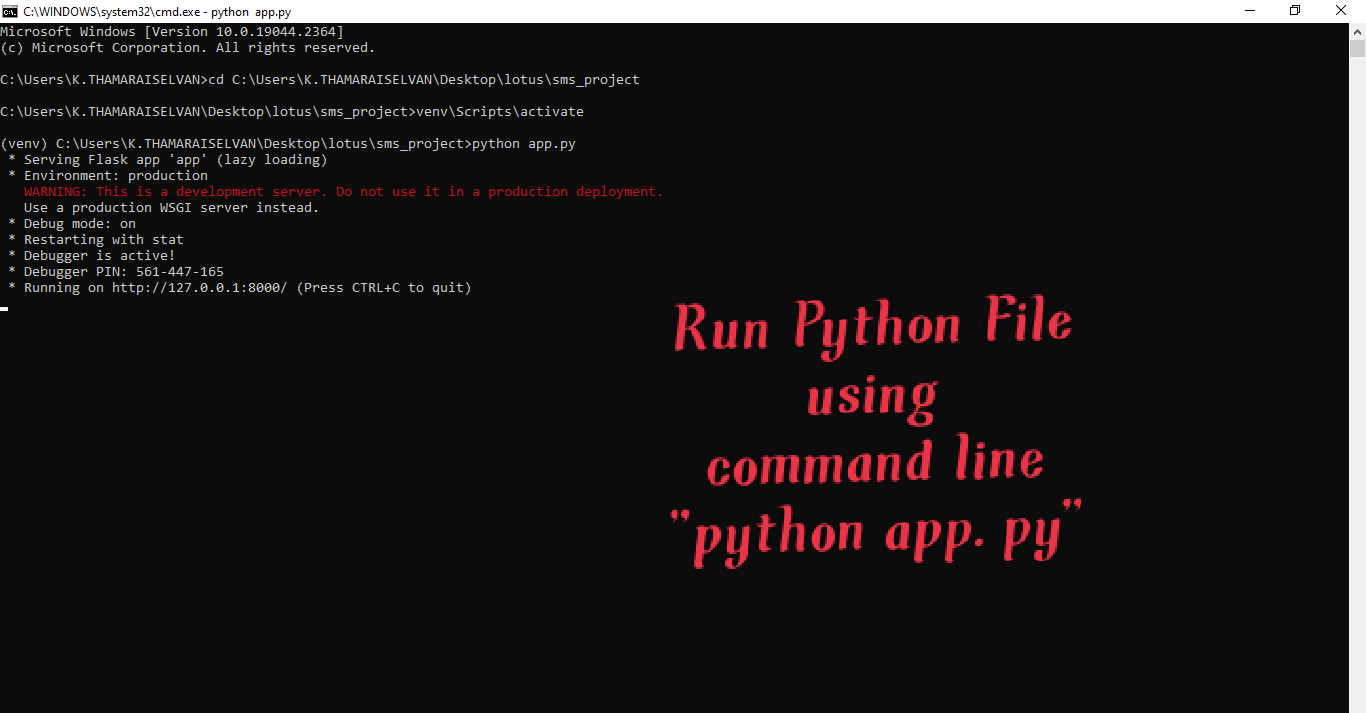 C:\WINDOWS\system32\cmd.exe - python app.py
Microsoft Windows [Version 10.0.19044.2364]
(c) Microsoft Corporation. All rights reserved.
C:\Users\K.THAMARAISELVAN>cd C:\Users\K.THAMARAISELVAN\Desktop\lotus\sms_project
C:\Users\K.THAMARAISELVAN\Desktop\lotus\sms_project>venv\Scripts\activate
(venv) C:\Users\K.THAMARAISELVAN\Desktop\lotus\sms_project>python app.py
* Serving Flask app 'app' (lazy loading)
* Environment: production
WARNING: This is a development server. Do not use it in a production deployment.
Use a production WSGI server instead.
* Debug mode: on
* Restarting with stat
* Debugger is active!
* Debugger PIN: 561-447-165
* Running on http://127.0.0.1:8000/ (Press CTRL+C to quit)
Run Python File
using
command line
"python app. py"